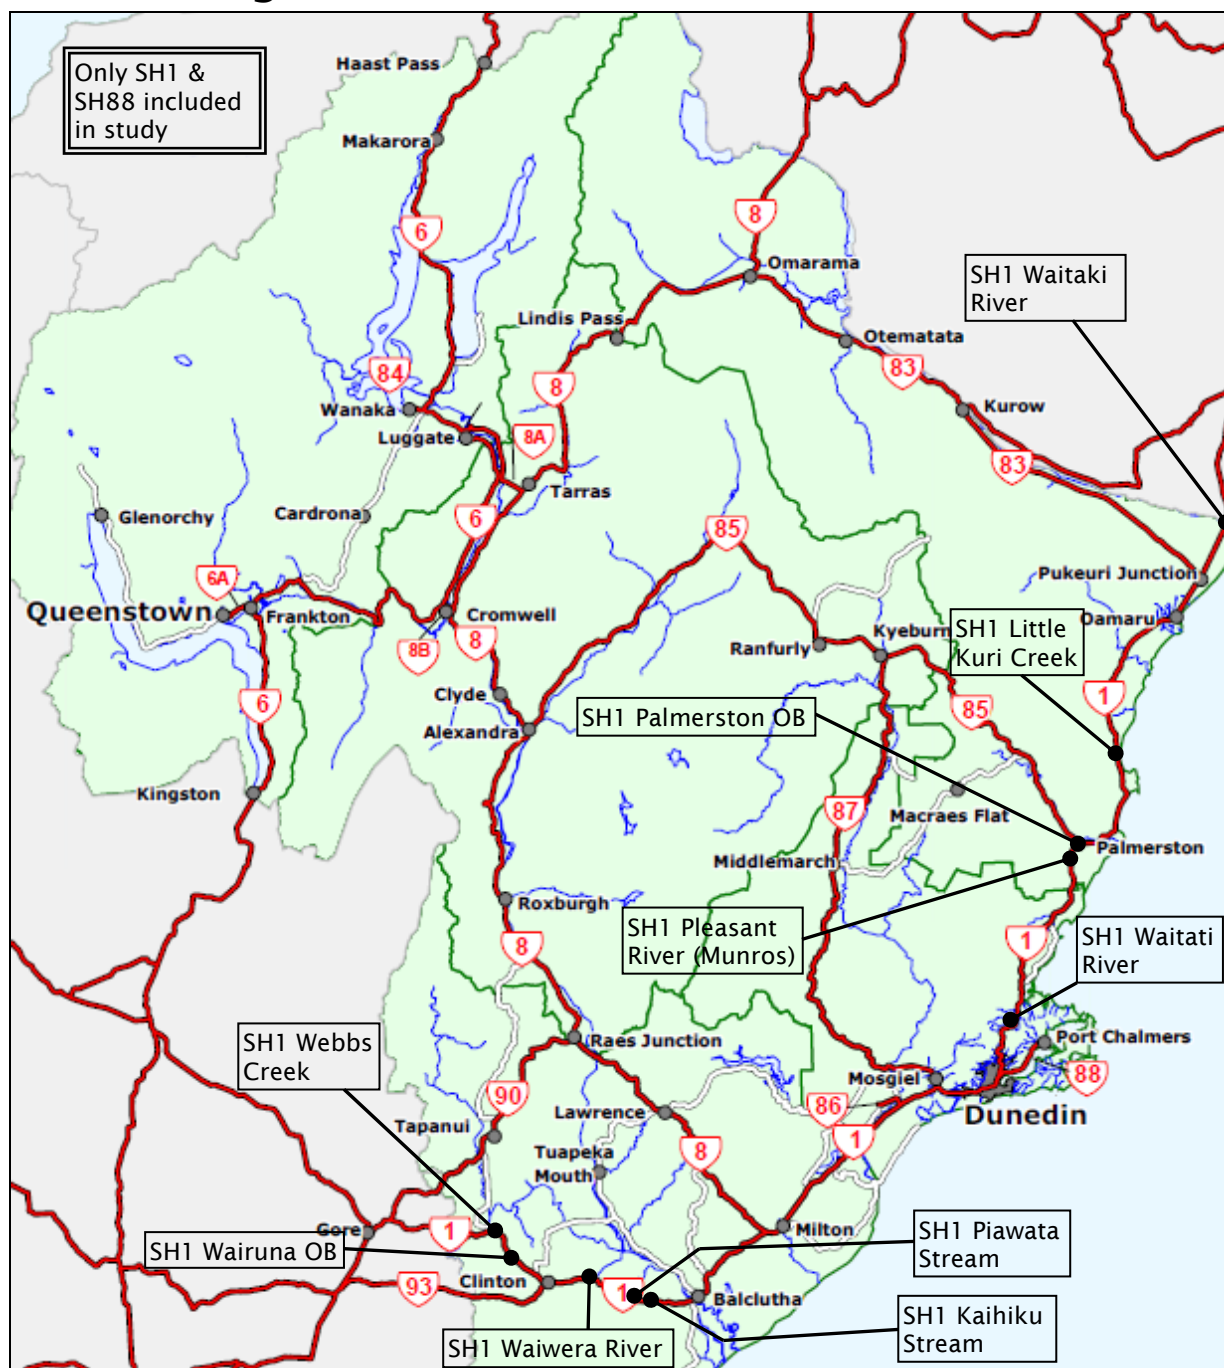 Only SH1 &
SH88 included
in study
Haast Pass
Makarora
6
8
Omarama
SH1 Waitaki
River
Lindis Pass
Otematata
84
8
83
Wanaka
Kurow
Luggate
8A
83
Tarras
Glenorchy
Cardrona
6
85
6A
Pukeuri Junction
Queenstown
Frankton
Cromwell
Oamaru
8B
8
Ranfurly
Kyeburn
SH1 Little
Kuri Creek
6
Clyde
1
SH1 Palmerston OB
85
Alexandra
Kingston
87
Macraes Flat
Palmerston
Middlemarch
Roxburgh
SH1 Pleasant
River (Munros)
8
1
SH1 Waitati
River
SH1 Webbs
Creek
Raes Junction
Port Chalmers
Mosgiel
88
90
Lawrence
86
Dunedin
Tapanui
Tuapeka
Mouth
8
1
Gore
1
Milton
SH1 Piawata
Stream
SH1 Wairuna OB
Clinton
93
1
Balclutha
SH1 Kaihiku
Stream
SH1 Waiwera River